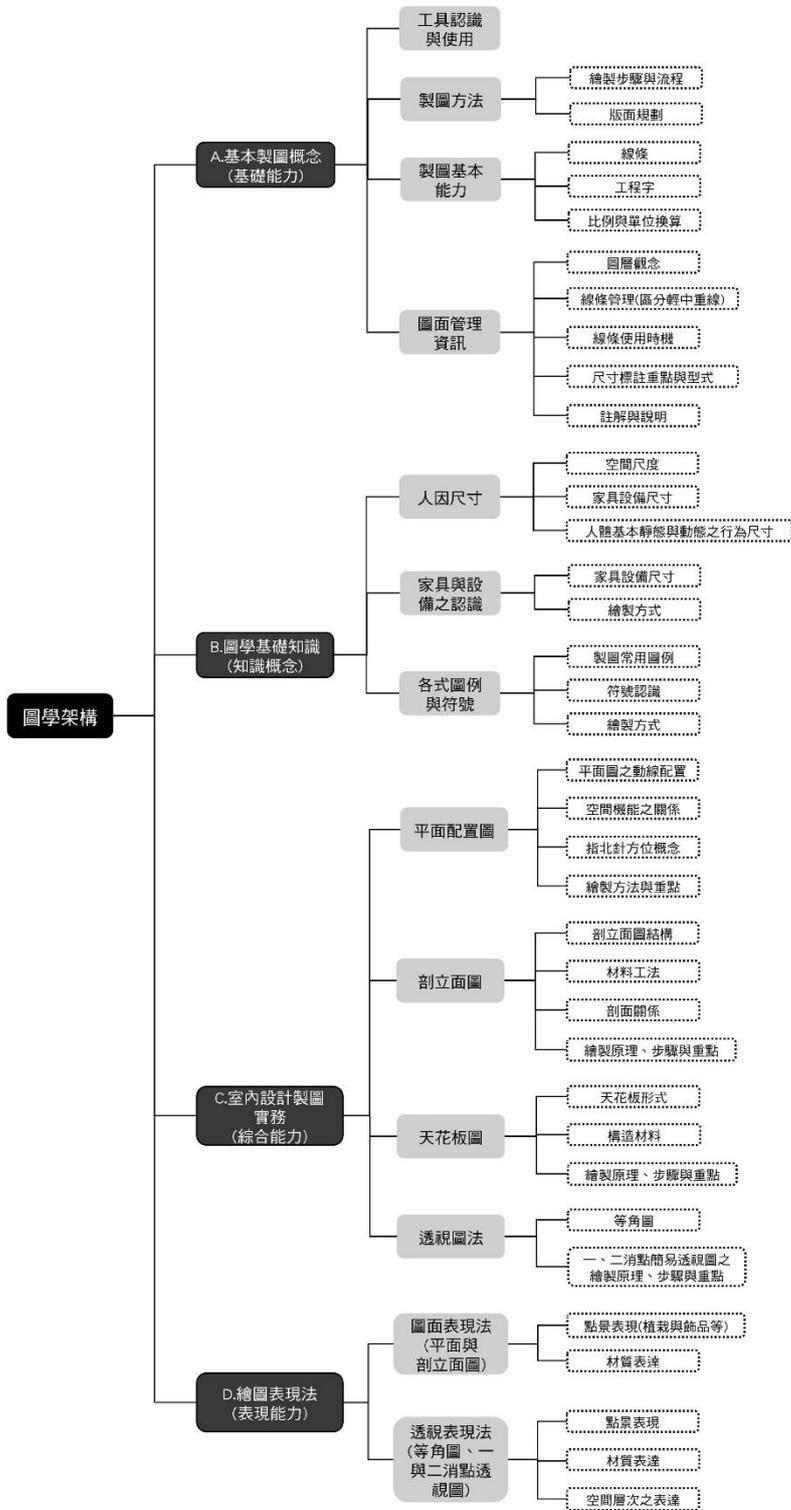 圖學架構
A.基本製圖概念
(基礎能力)
工具認識
與使用
製圖方法
繪製步驟與流程
版面規劃
製圖基本
能力
線條
工程字
比例與單位換算
圖面管理
資訊
圖層觀念
線條管理(區分輕中重線)
線條使用時機
尺寸標註重點與型式
註解與說明
B.圖學基礎知識
(知識概念)
人因尺寸
空間尺度
家具設備尺寸
人體基本靜態與動態之行為尺寸
家具與設
備之認識
家具設備尺寸
繪製方式
各式圖例
與符號
製圖常用圖例
符號認識
繪製方式
C.室內設計製圖
實務
(綜合能力)
平面配置圖
平面圖之動線配置
空間機能之關係
指北針方位概念
繪製方法與重點
剖立面圖
剖立面圖結構
材料工法
剖面關係
繪製原理、步驟與重點
天花板圖
天花板形式
構造材料
繪製原理、步驟與重點
透視圖法
等角圖
一、二消點簡易透視圖之
繪製原理、步驟與重點
D.繪圖表現法
(表現能力)
圖面表現法
(平面與
剖立面圖)
點景表現(植栽與飾品等)
材質表達
透視表現法
(等角圖、一
與二消點透
視圖)
點景表現
材質表達
空間層次之表達